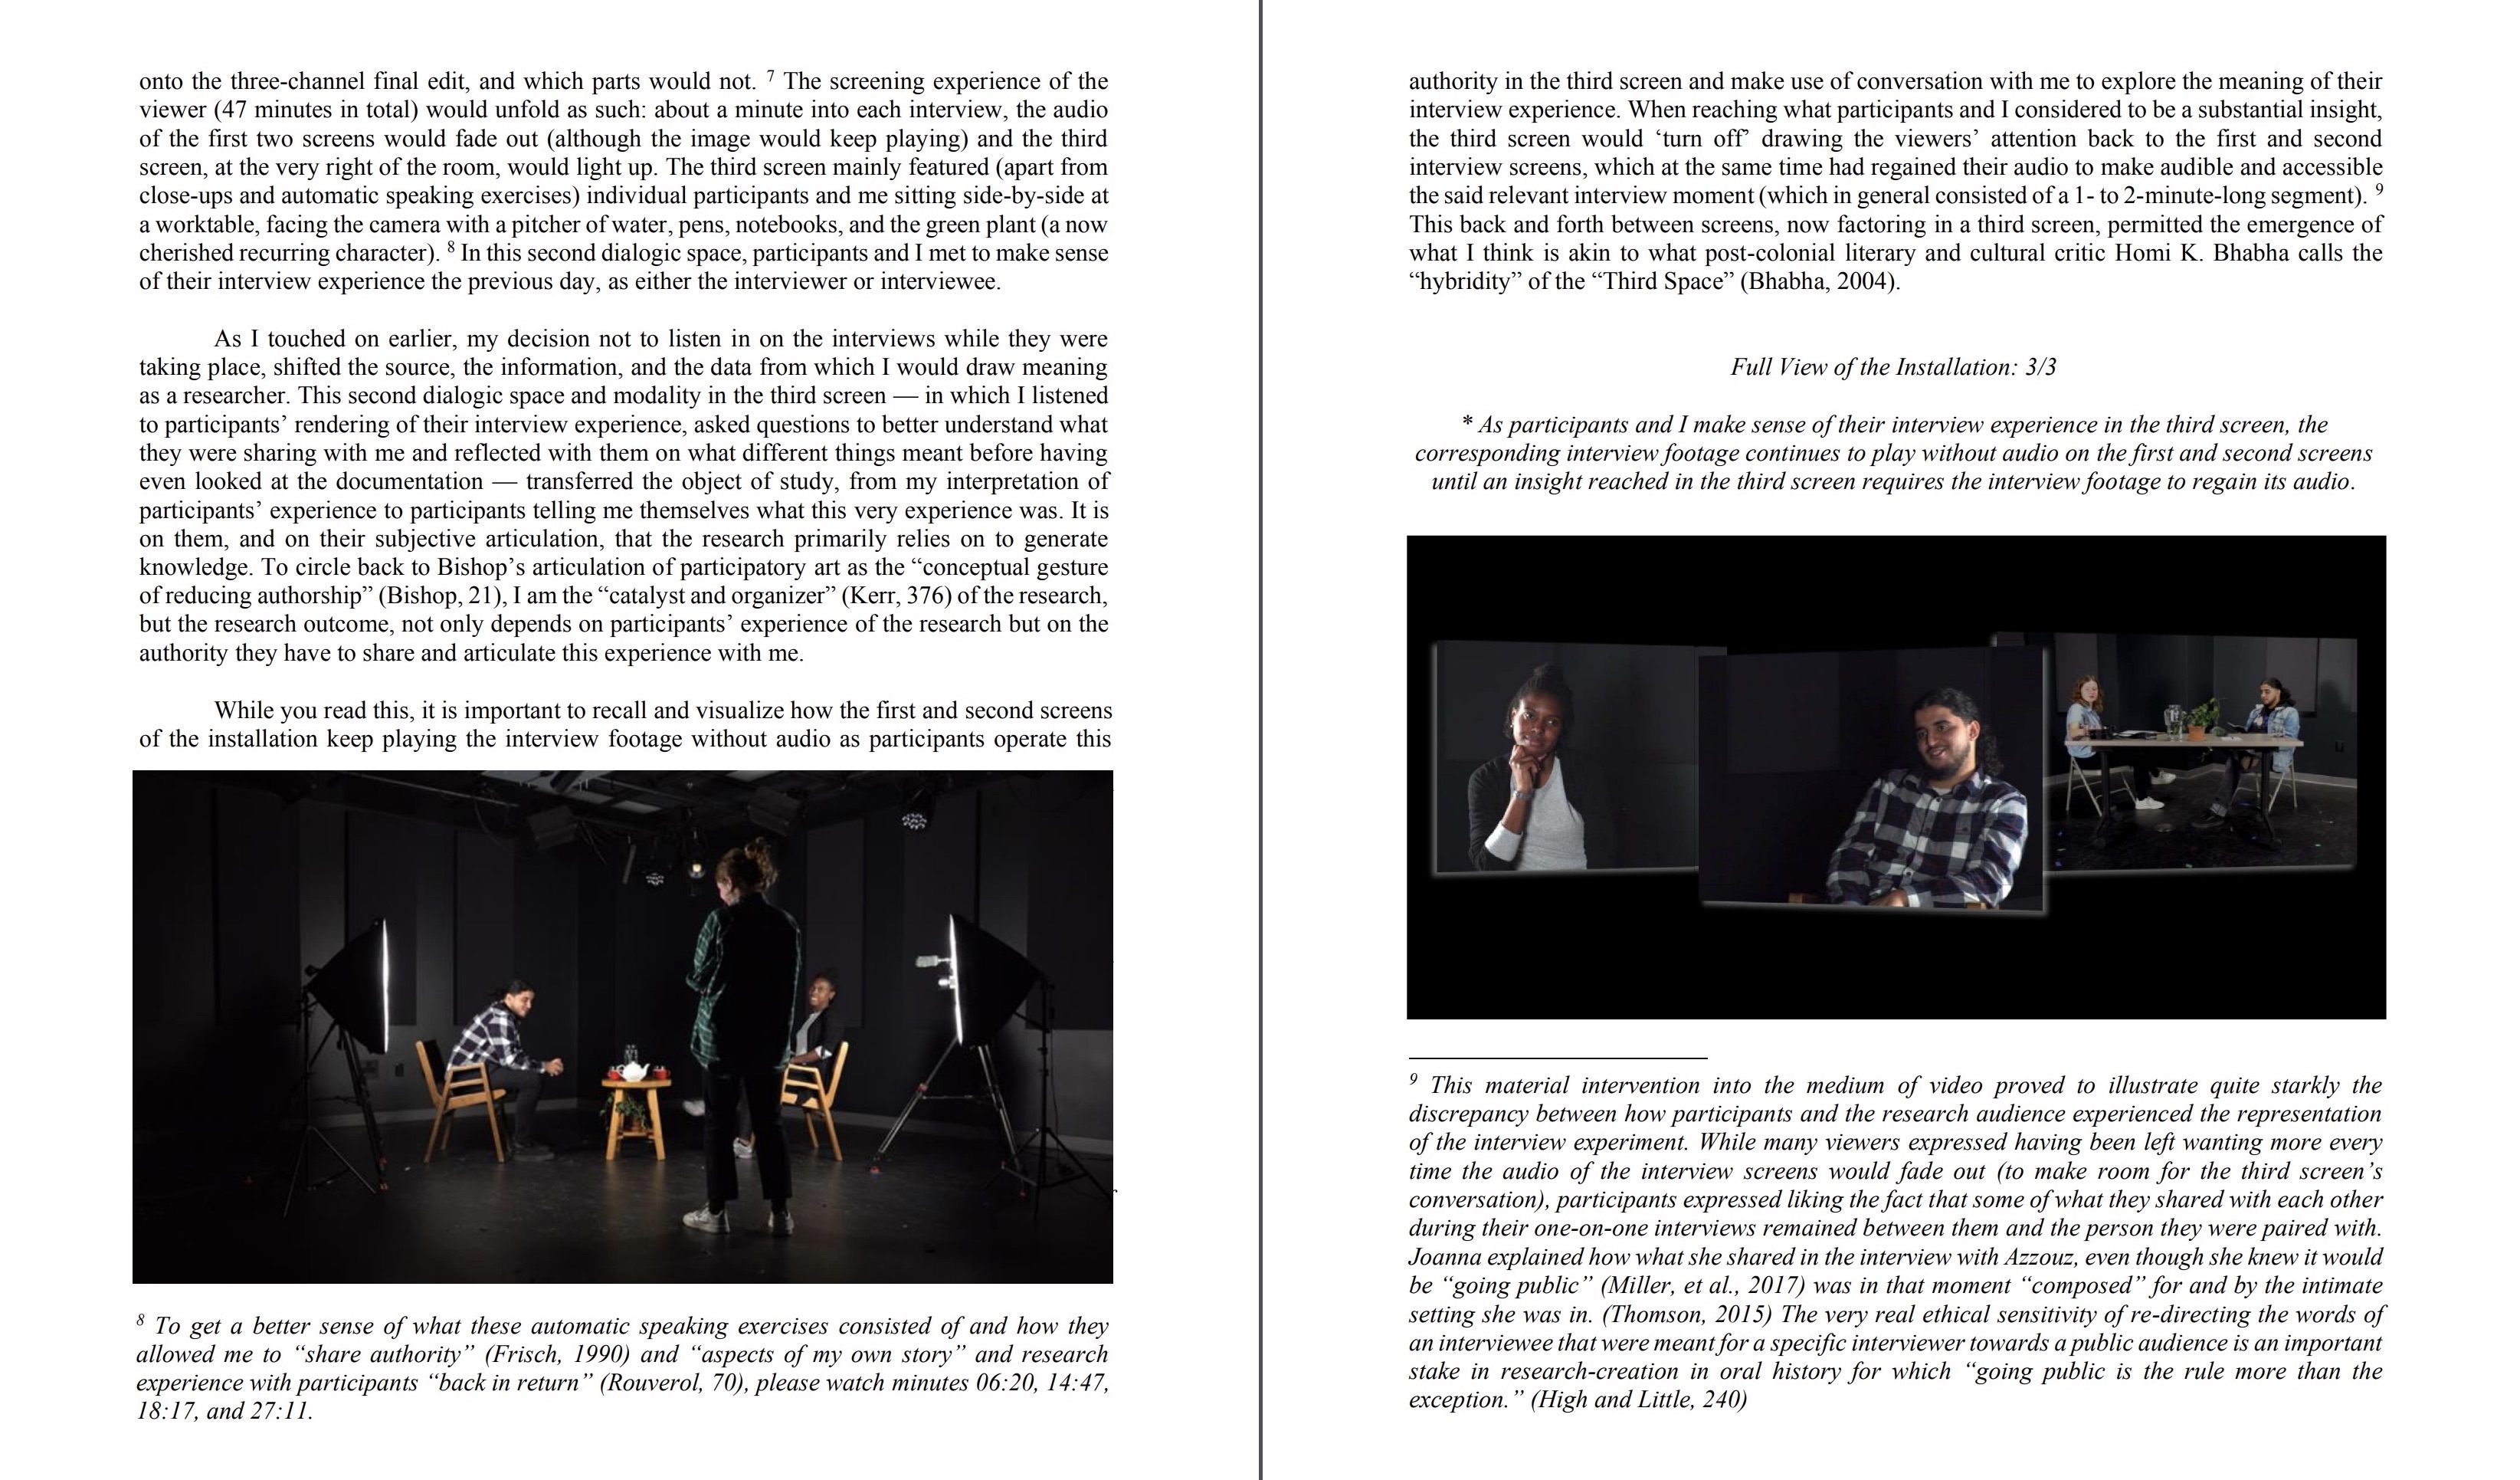 onto the three-channel final edit, and which parts would not. 7 The screening experience of the
viewer (47 minutes in total) would unfold as such: about a minute into each interview, the audio
of the first two screens would fade out (although the image would keep playing) and the third
screen, at the very right of the room, would light up. The third screen mainly featured (apart from
close-ups and automatic speaking exercises) individual participants and me sitting side-by-side at
a worktable, facing the camera with a pitcher of water, pens, notebooks, and the green plant (a now
cherished recurring character). 8 In this second dialogic space, participants and I met to make sense
of their interview experience the previous day, as either the interviewer or interviewee.
As I touched on earlier, my decision not to listen in on the interviews while they were
taking place, shifted the source, the information, and the data from which I would draw meaning
as a researcher. This second dialogic space and modality in the third screen — in which I listened
to participants’ rendering of their interview experience, asked questions to better understand what
they were sharing with me and reflected with them on what different things meant before having
even looked at the documentation — transferred the object of study, from my interpretation of
participants’ experience to participants telling me themselves what this very experience was. It is
on them, and on their subjective articulation, that the research primarily relies on to generate
knowledge. To circle back to Bishop’s articulation of participatory art as the “conceptual gesture
of reducing authorship” (Bishop, 21), I am the “catalyst and organizer” (Kerr, 376) of the research,
but the research outcome, not only depends on participants’ experience of the research but on the
authority they have to share and articulate this experience with me.
While you read this, it is important to recall and visualize how the first and second screens
of the installation keep playing the interview footage without audio as participants operate this
8 To get a better sense of what these automatic speaking exercises consisted of and how they
allowed me to “share authority” (Frisch, 1990) and “aspects of my own story” and research
experience with participants “back in return” (Rouverol, 70), please watch minutes 06:20, 14:47,
18:17, and 27:11.
authority in the third screen and make use of conversation with me to explore the meaning of their
interview experience. When reaching what participants and I considered to be a substantial insight,
the third screen would ‘turn off’ drawing the viewers’ attention back to the first and second
interview screens, which at the same time had regained their audio to make audible and accessible
the said relevant interview moment (which in general consisted of a 1- to 2-minute-long segment). 9
This back and forth between screens, now factoring in a third screen, permitted the emergence of
what I think is akin to what post-colonial literary and cultural critic Homi K. Bhabha calls the
“hybridity” of the “Third Space” (Bhabha, 2004).
Full View of the Installation: 3/3
* As participants and I make sense of their interview experience in the third screen, the
corresponding interview footage continues to play without audio on the first and second screens
until an insight reached in the third screen requires the interview footage to regain its audio.
9 This material intervention into the medium of video proved to illustrate quite starkly the
discrepancy between how participants and the research audience experienced the representation
of the interview experiment. While many viewers expressed having been left wanting more every
time the audio of the interview screens would fade out (to make room for the third screen’s
conversation), participants expressed liking the fact that some of what they shared with each other
during their one-on-one interviews remained between them and the person they were paired with.
Joanna explained how what she shared in the interview with Azzouz, even though she knew it would
be “going public” (Miller, et al., 2017) was in that moment “composed” for and by the intimate
setting she was in. (Thomson, 2015) The very real ethical sensitivity of re-directing the words of
an interviewee that were meant for a specific interviewer towards a public audience is an important
stake in research-creation in oral history for which “going public is the rule more than the
exception.” (High and Little, 240)